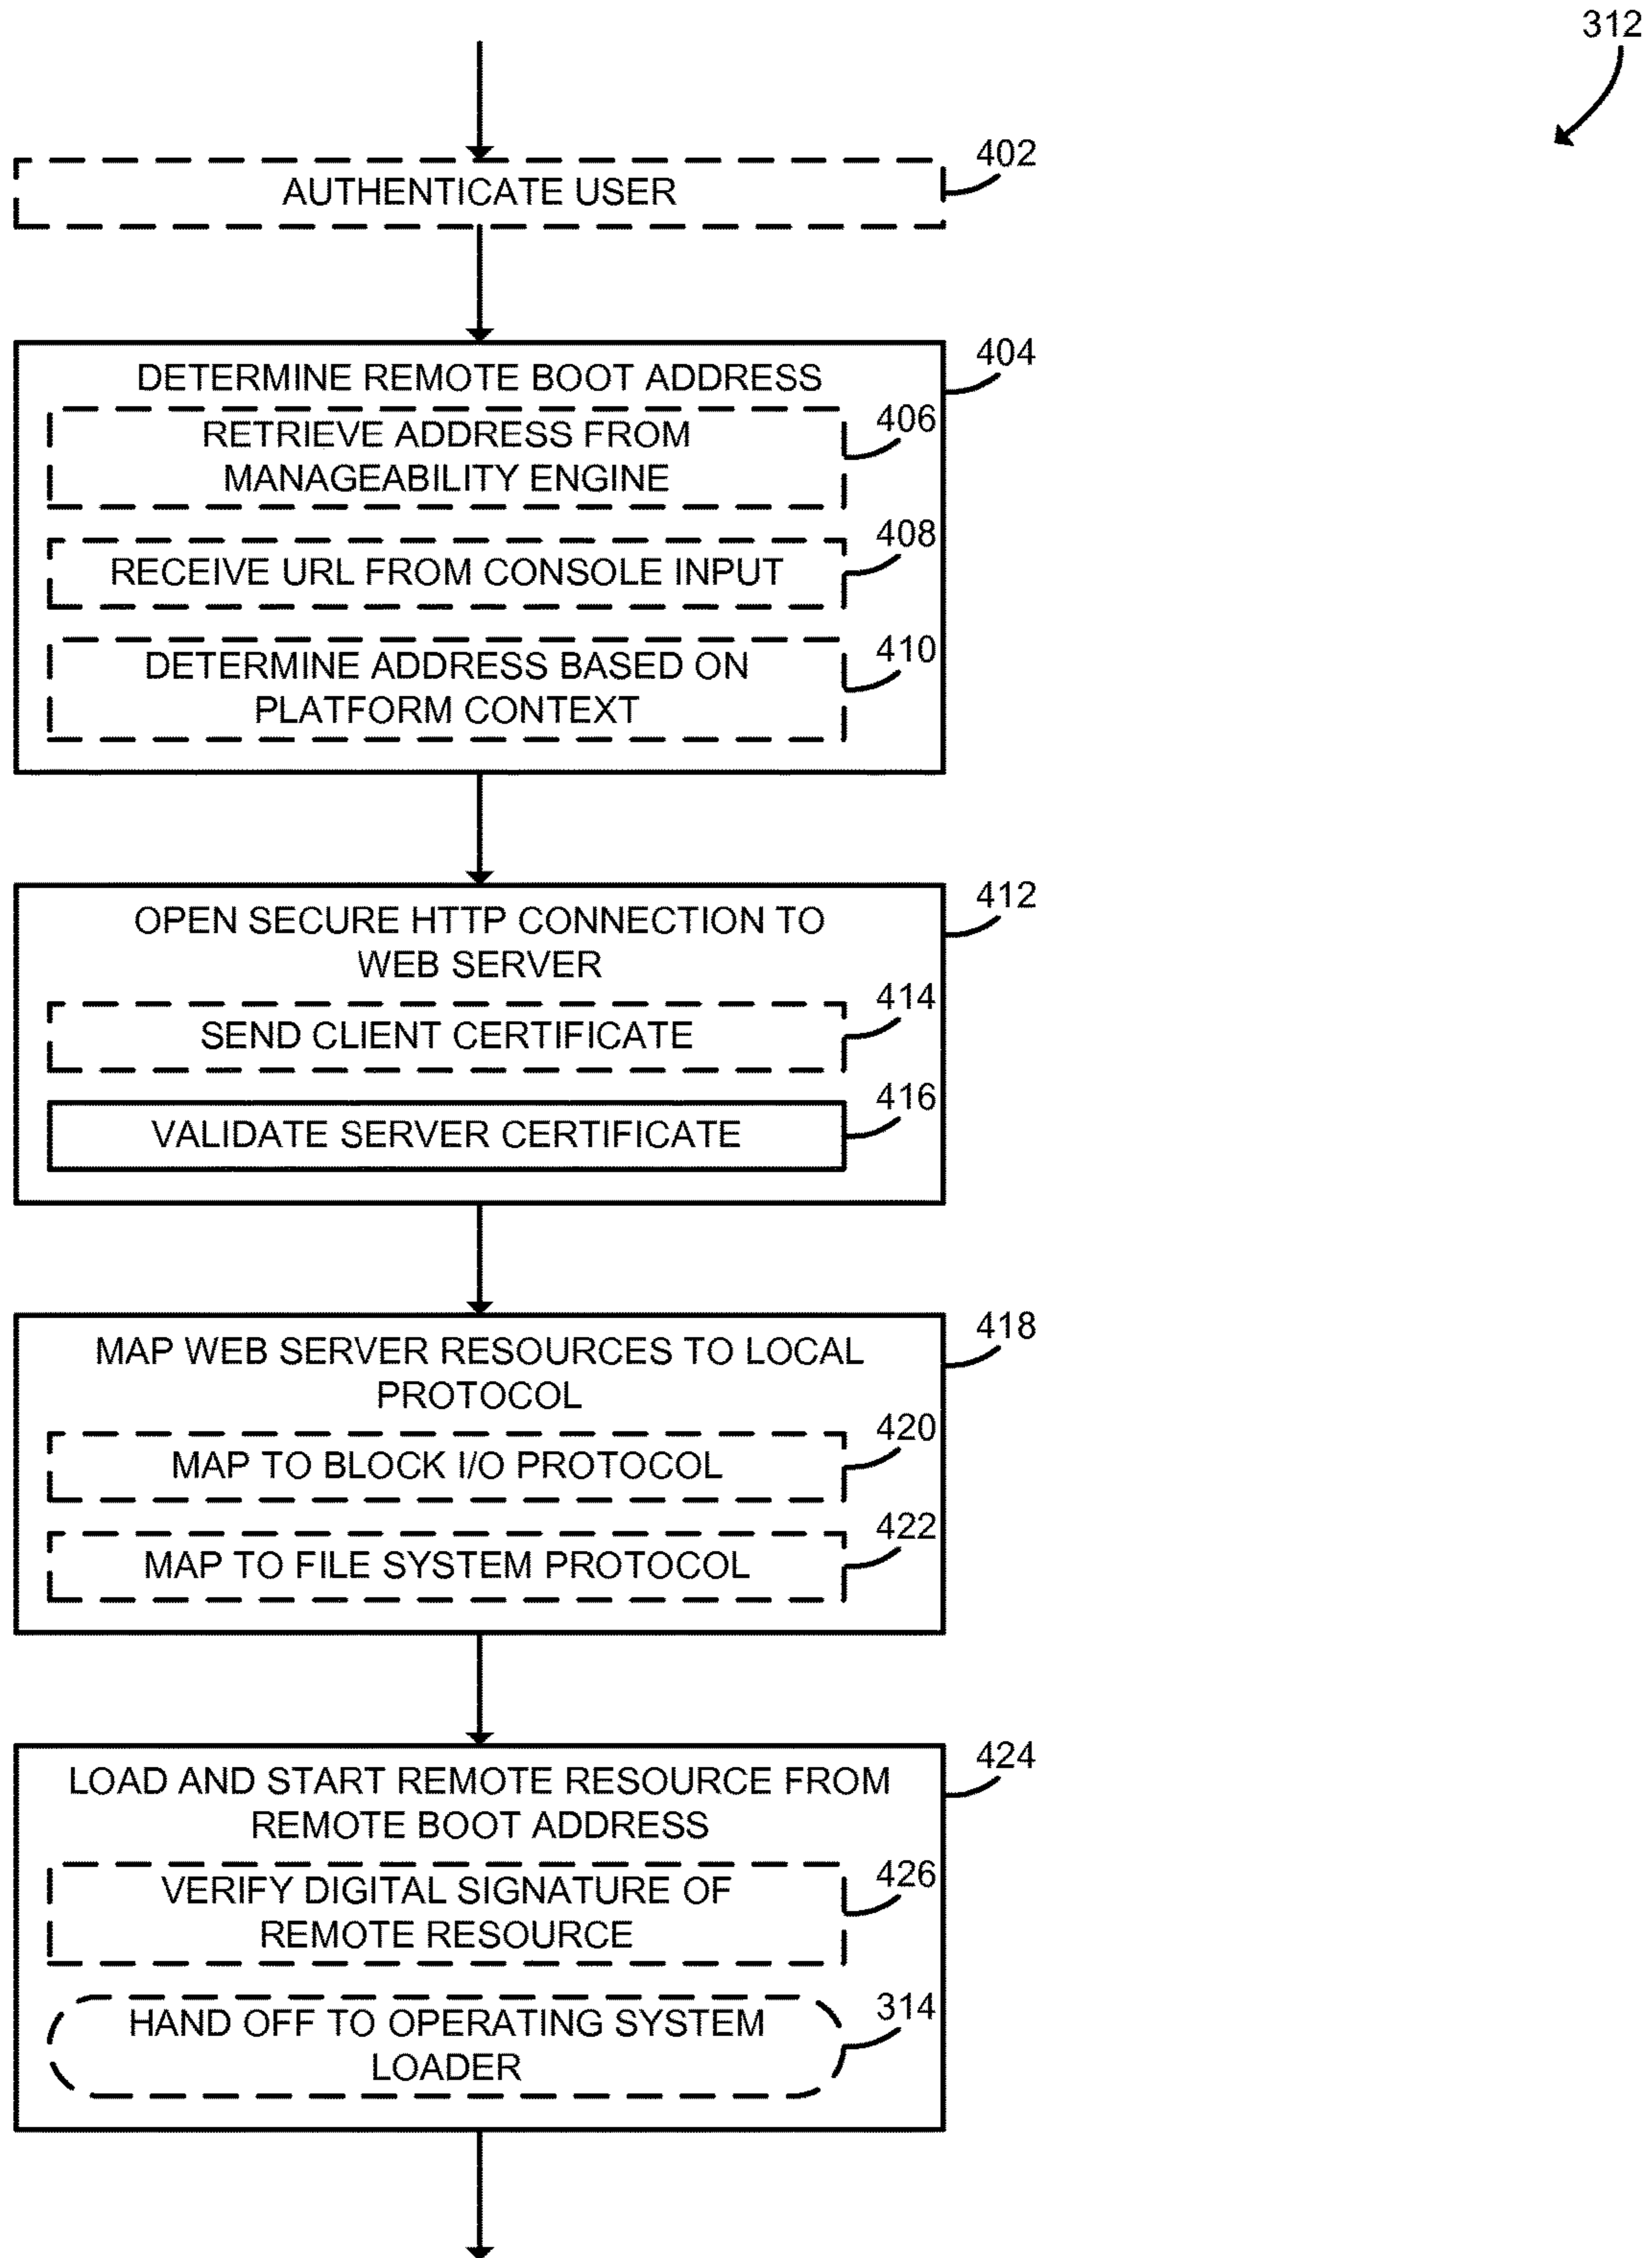 312
402
AUTHENTICATE USER
404
DETERMINE REMOTE BOOT ADDRESS
406
RETRIEVE ADDRESS FROM
MANAGEABILITY ENGINE
408
RECEIVE URL FROM CONSOLE INPUT
410
DETERMINE ADDRESS BASED ON
PLATFORM CONTEXT
412
OPEN SECURE HTTP CONNECTION TO
WEB SERVER
414
SEND CLIENT CERTIFICATE
416
VALIDATE SERVER CERTIFICATE
418
MAP WEB SERVER RESOURCES TO LOCAL
PROTOCOL
420
MAP TO BLOCK I/O PROTOCOL
422
MAP TO FILE SYSTEM PROTOCOL
424
LOAD AND START REMOTE RESOURCE FROM
REMOTE BOOT ADDRESS
426
VERIFY DIGITAL SIGNATURE OF
REMOTE RESOURCE
314
HAND OFF TO OPERATING SYSTEM
LOADER